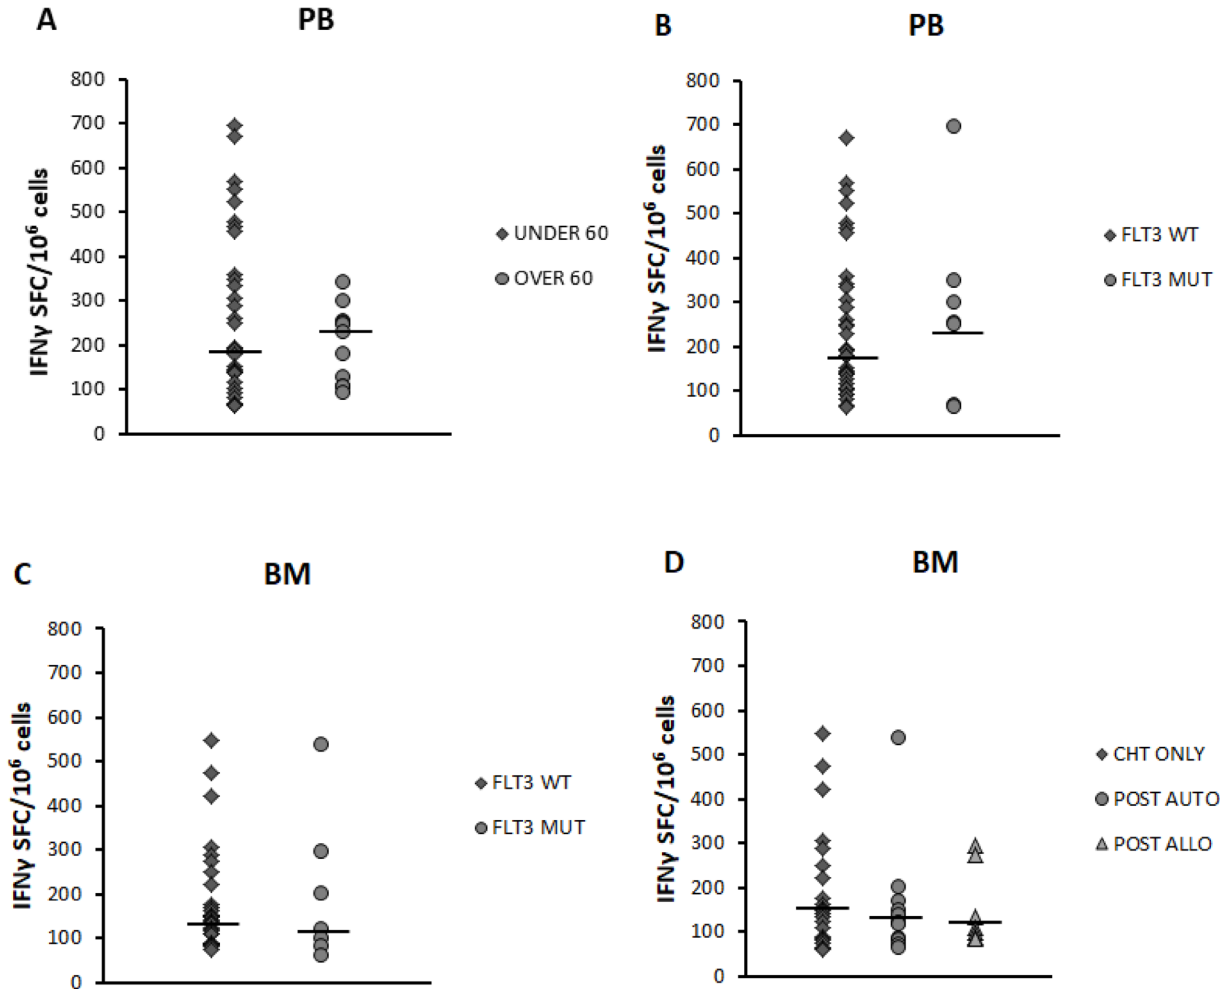 A PB
800
700
600
500
400
300
200
100
0
IFNγ SFC/10⁶ cells
UNDER 60
OVER 60
B PB
800
700
600
500
400
300
200
100
0
IFNγ SFC/10⁶ cells
FLT3 WT
FLT3 MUT
C BM
800
700
600
500
400
300
200
100
0
IFNγ SFC/10⁶ cells
FLT3 WT
FLT3 MUT
D BM
800
700
600
500
400
300
200
100
0
IFNγ SFC/10⁶ cells
CHT ONLY
POST AUTO
POST ALLO